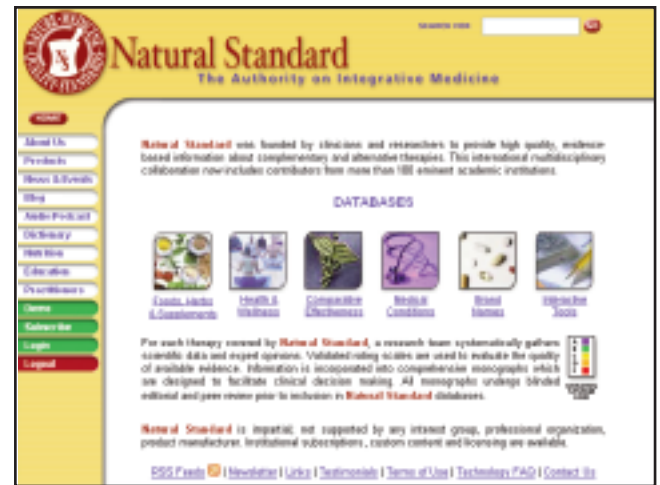 SEARCH FOR
GO
Natural Standard
The Authority on Integrative Medicine
HOME
About Us
Products
News & Events
Blog
Audio Podcast
Dictionary
Nutrition
Education
Practitioners
Demo
Subscribe
Login
Logout
Natural Standard was founded by clinicians and researchers to provide high quality, evidence-
based information about complementary and alternative therapies. This international multidisciplinary
collaboration now includes contributors from more than 100 eminent academic institutions.
DATABASES
Foods, Herbs
& Supplements
Health &
Wellness
Comparative
Effectiveness
Medical
Conditions
Brand
Names
Interactive
Tools
For each therapy covered by Natural Standard, a research team systematically gathers
scientific data and expert opinions. Validated rating scales are used to evaluate the quality
of available evidence. Information is incorporated into comprehensive monographs which
are designed to facilitate clinical decision making. All monographs undergo blinded
editorial and peer review prior to inclusion in Natural Standard databases.
Natural Standard is impartial; not supported by any interest group, professional organization,
product manufacturer. Institutional subscriptions, custom content and licensing are available.
RSS Feeds | Newsletter | Links | Testimonials | Terms of Use | Technology FAQ | Contact Us